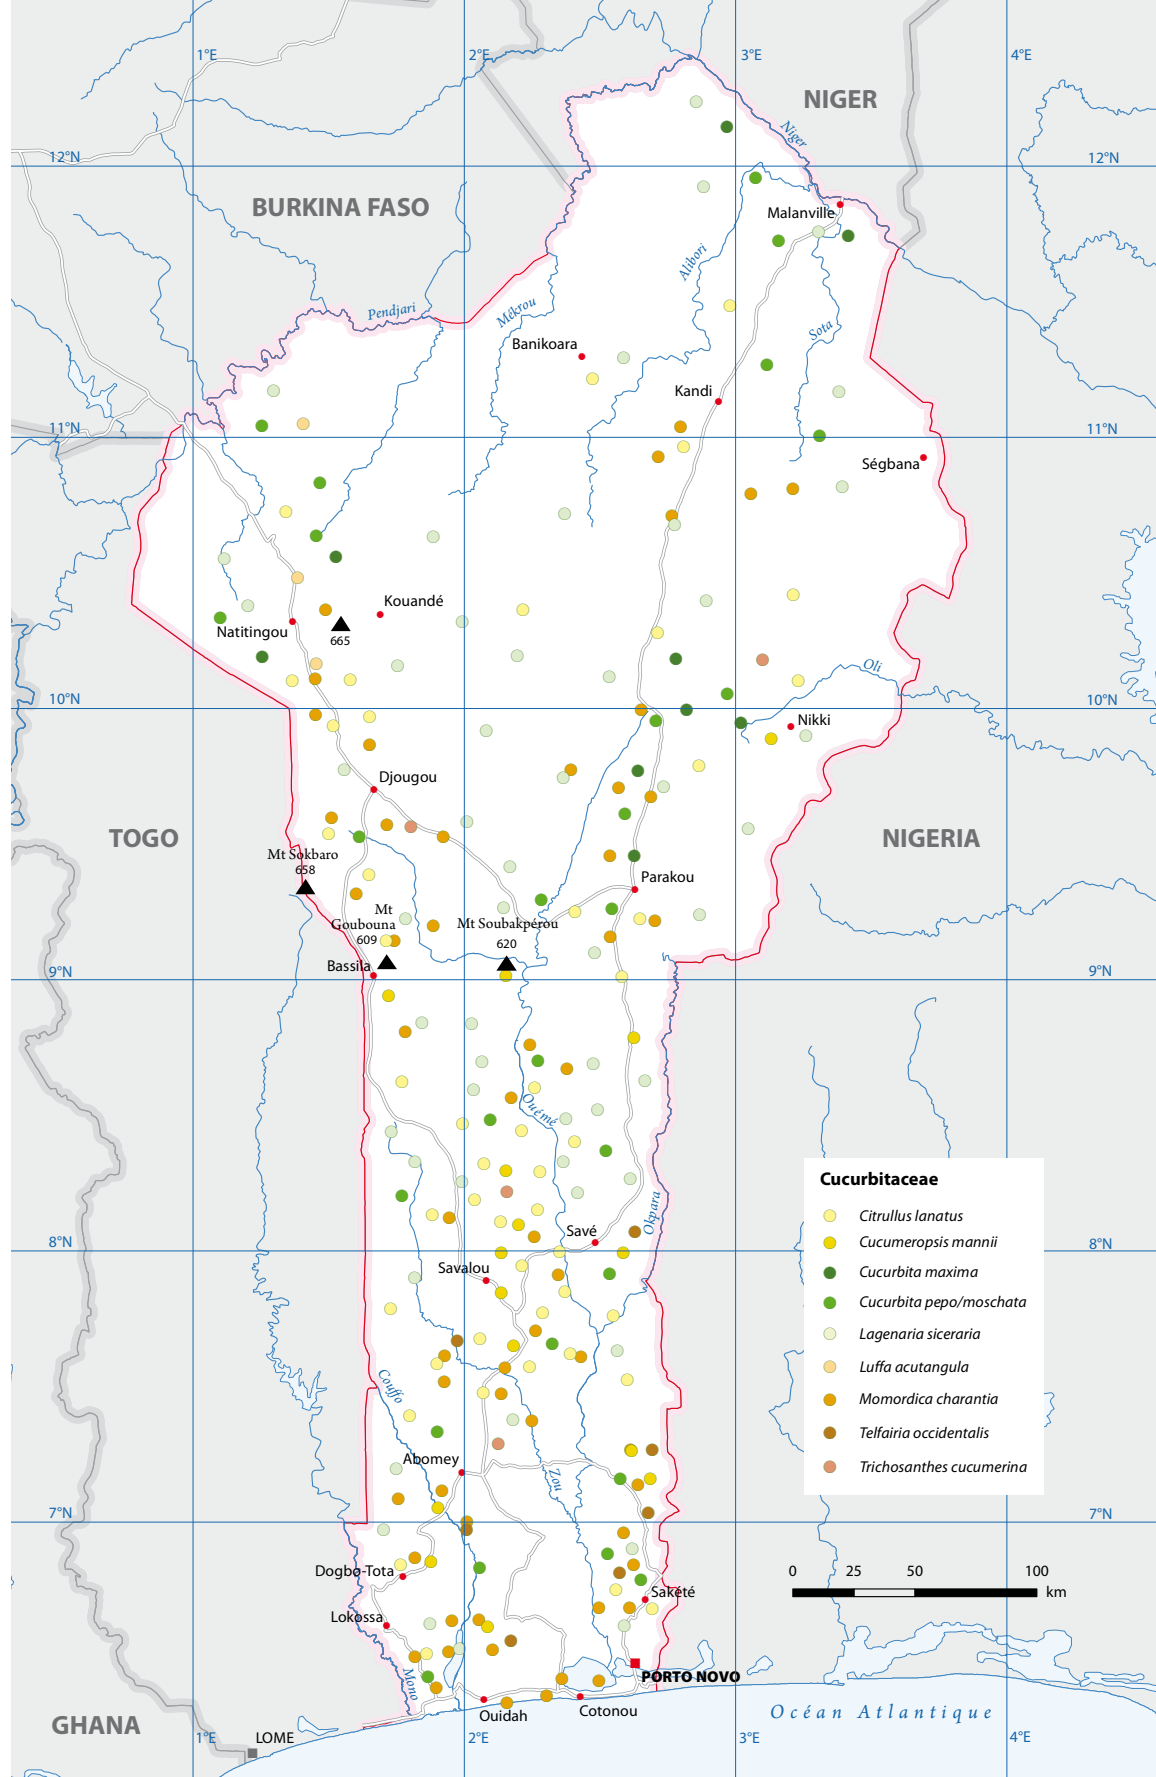 1°E
2°E
3°E
4°E
NIGER
Niger
12°N
12°N
BURKINA FASO
Malanville
Alibori
Pendjari
Mékrou
Sota
Banikoara
Kandi
11°N
11°N
Ségbana
Kouandé
Natitingou
665
Oli
10°N
10°N
Nikki
Djougou
TOGO
NIGERIA
Mt Sokbaro
658
Parakou
Mt
Goubouna
609
Mt Soubakpérou
620
Bassila
9°N
9°N
Ouémé
Okpara
Cucurbitaceae
Citrullus lanatus
Cucumeropsis mannii
Cucurbita maxima
Cucurbita pepo/moschata
Lagenaria siceraria
Luffa acutangula
Momordica charantia
Telfairia occidentalis
Trichosanthes cucumerina
Savé
8°N
8°N
Savalou
Couffo
Abomey
Zou
7°N
7°N
Dogbo-Tota
0
25
50
100
km
Sakété
Lokossa
Mono
PORTO NOVO
Ouidah
Cotonou
Océan Atlantique
GHANA
LOME
1°E
2°E
3°E
4°E